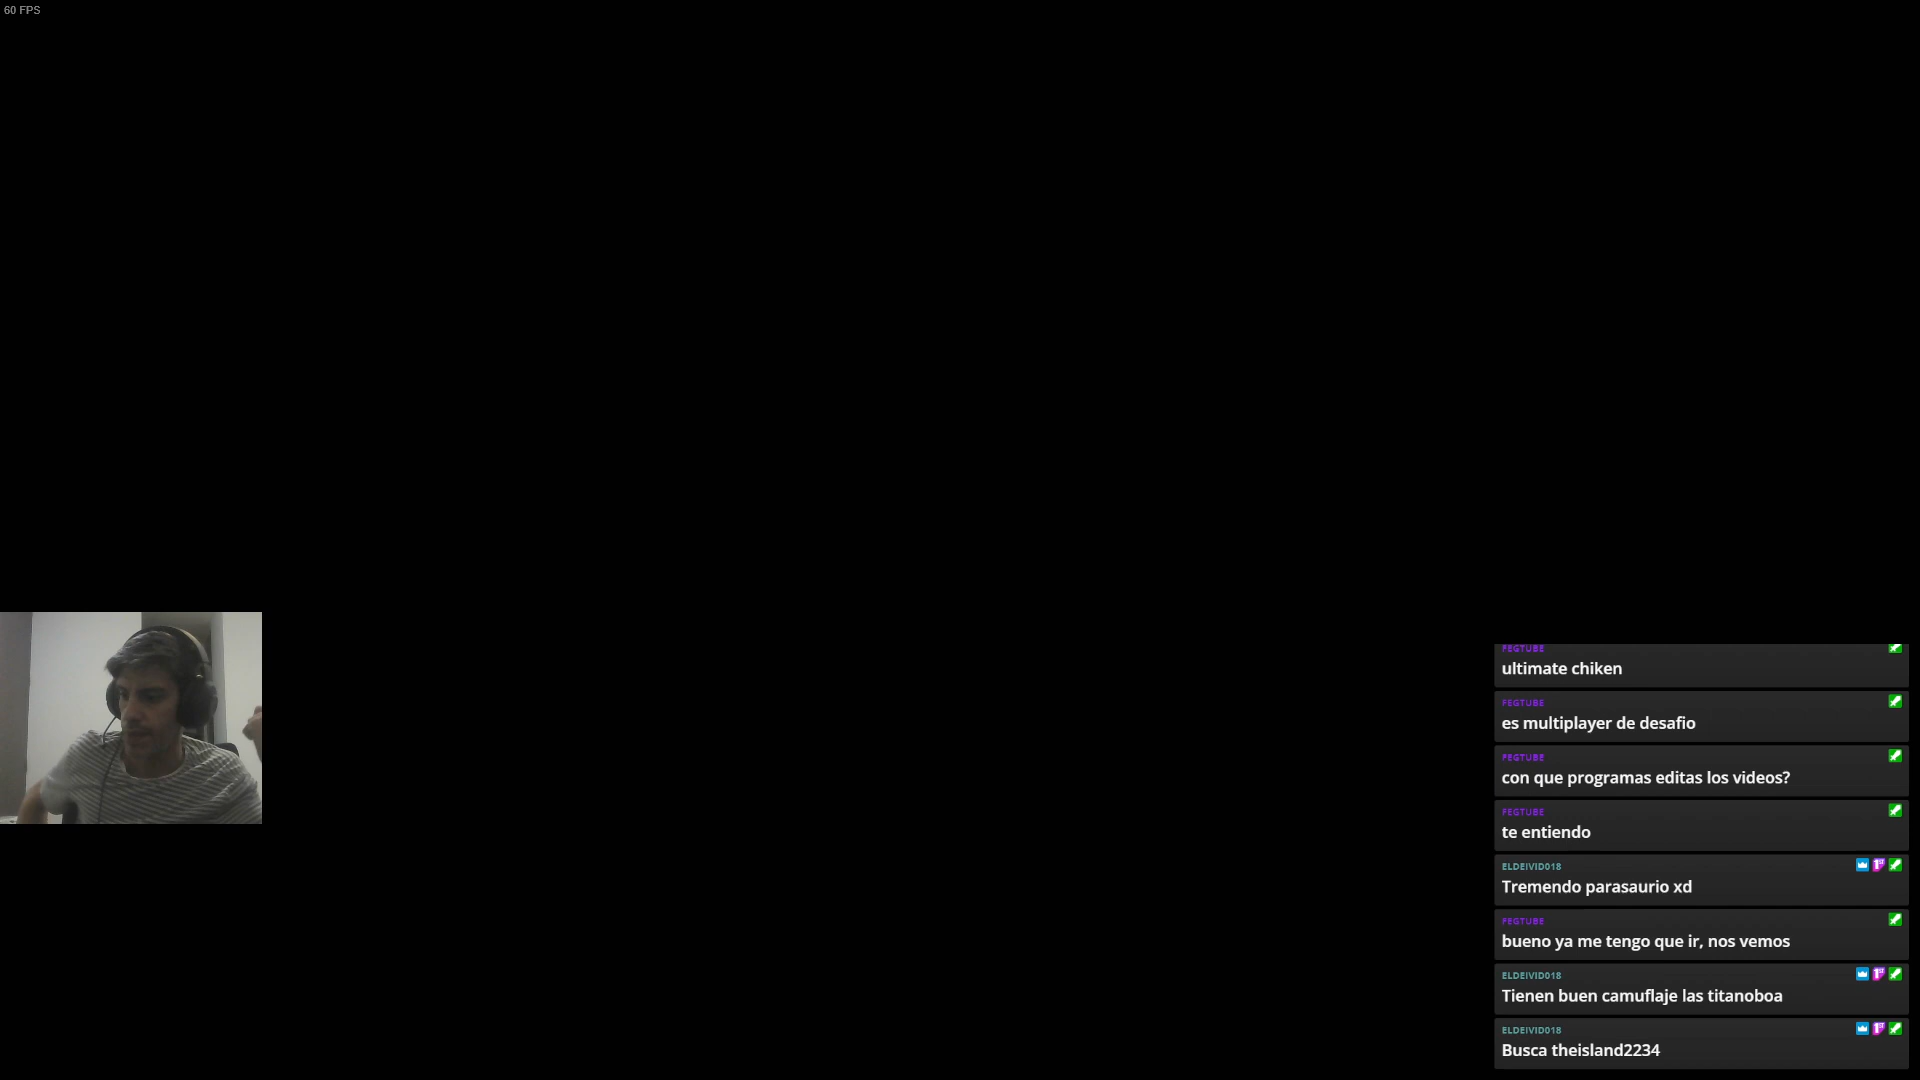 60 FPS
FEGTUBE
ultimate chiken
FEGTUBE
es multiplayer de desafio
FEGTUBE
con que programas editas los videos?
FEGTUBE
te entiendo
ELDEIVID018
Tremendo parasaurio xd
FEGTUBE
bueno ya me tengo que ir, nos vemos
ELDEIVID018
Tienen buen camuflaje las titanoboa
ELDEIVID018
Busca theisland2234